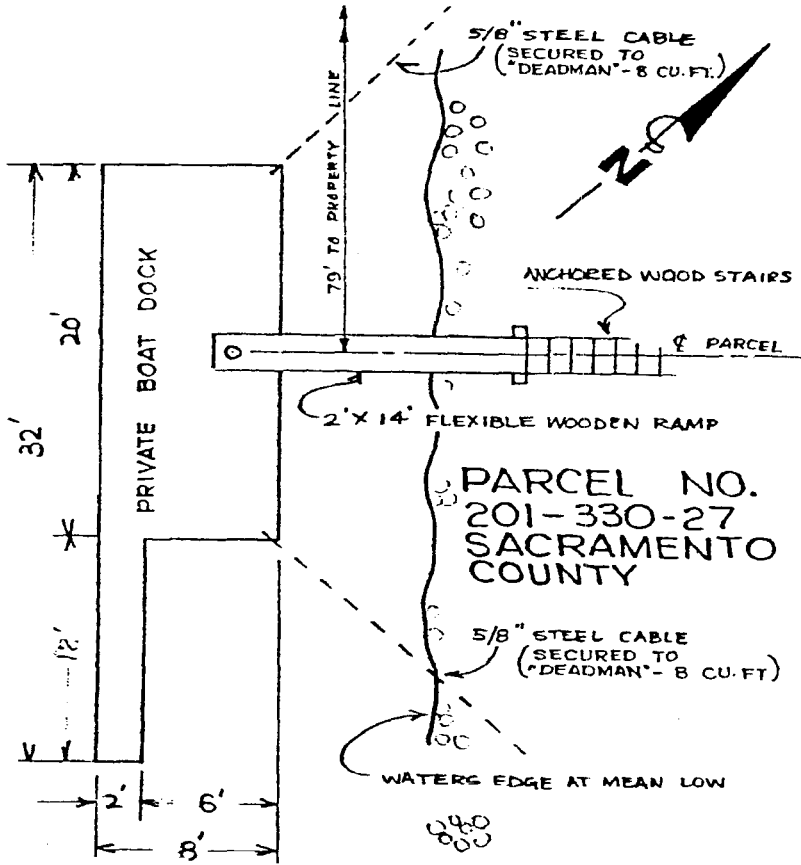 5/8" STEEL CABLE
(SECURED TO
"DEADMAN"-8 CU.FT.)
79' TO PROPERTY LINE
N
ANCHORED WOOD STAIRS
℄ PARCEL
20'
32'
PRIVATE BOAT DOCK
2' X 14' FLEXIBLE WOODEN RAMP
PARCEL NO.
201-330-27
SACRAMENTO
COUNTY
12'
5/8" STEEL CABLE
(SECURED TO
"DEADMAN"- 8 CU.FT)
WATERS EDGE AT MEAN LOW
2'
6'
8'